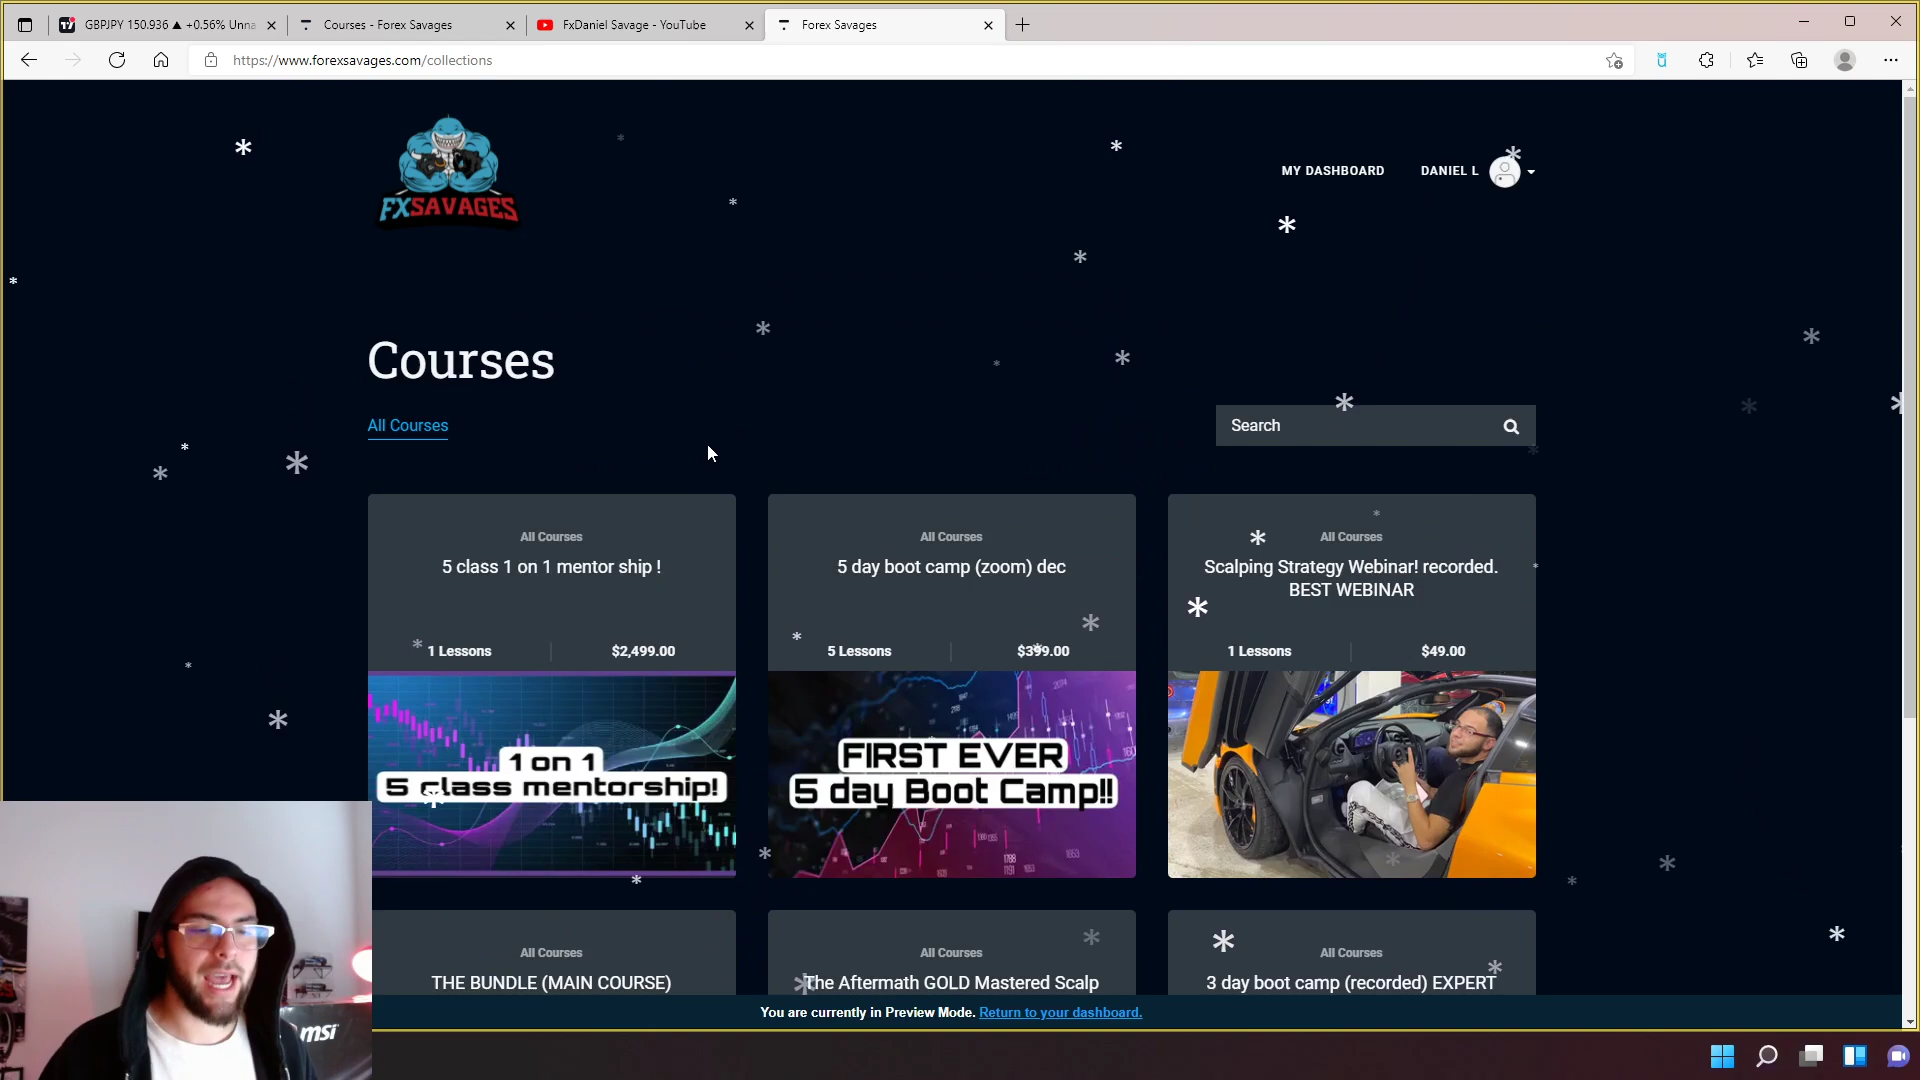 GBPJPY 150.936 ▲ +0.56% Unna
Courses - Forex Savages
FxDaniel Savage - YouTube
Forex Savages
https://www.forexsavages.com/collections
FXSAVAGES
MY DASHBOARD
DANIEL L
Courses
All Courses
Search
All Courses
5 class 1 on 1 mentor ship !
1 Lessons
$2,499.00
1 on 1
5 class mentorship!
All Courses
5 day boot camp (zoom) dec
5 Lessons
$399.00
FIRST EVER
5 day Boot Camp!!
All Courses
Scalping Strategy Webinar! recorded.
BEST WEBINAR
1 Lessons
$49.00
All Courses
THE BUNDLE (MAIN COURSE)
All Courses
The Aftermath GOLD Mastered Scalp
All Courses
3 day boot camp (recorded) EXPERT
You are currently in Preview Mode. Return to your dashboard.
msi